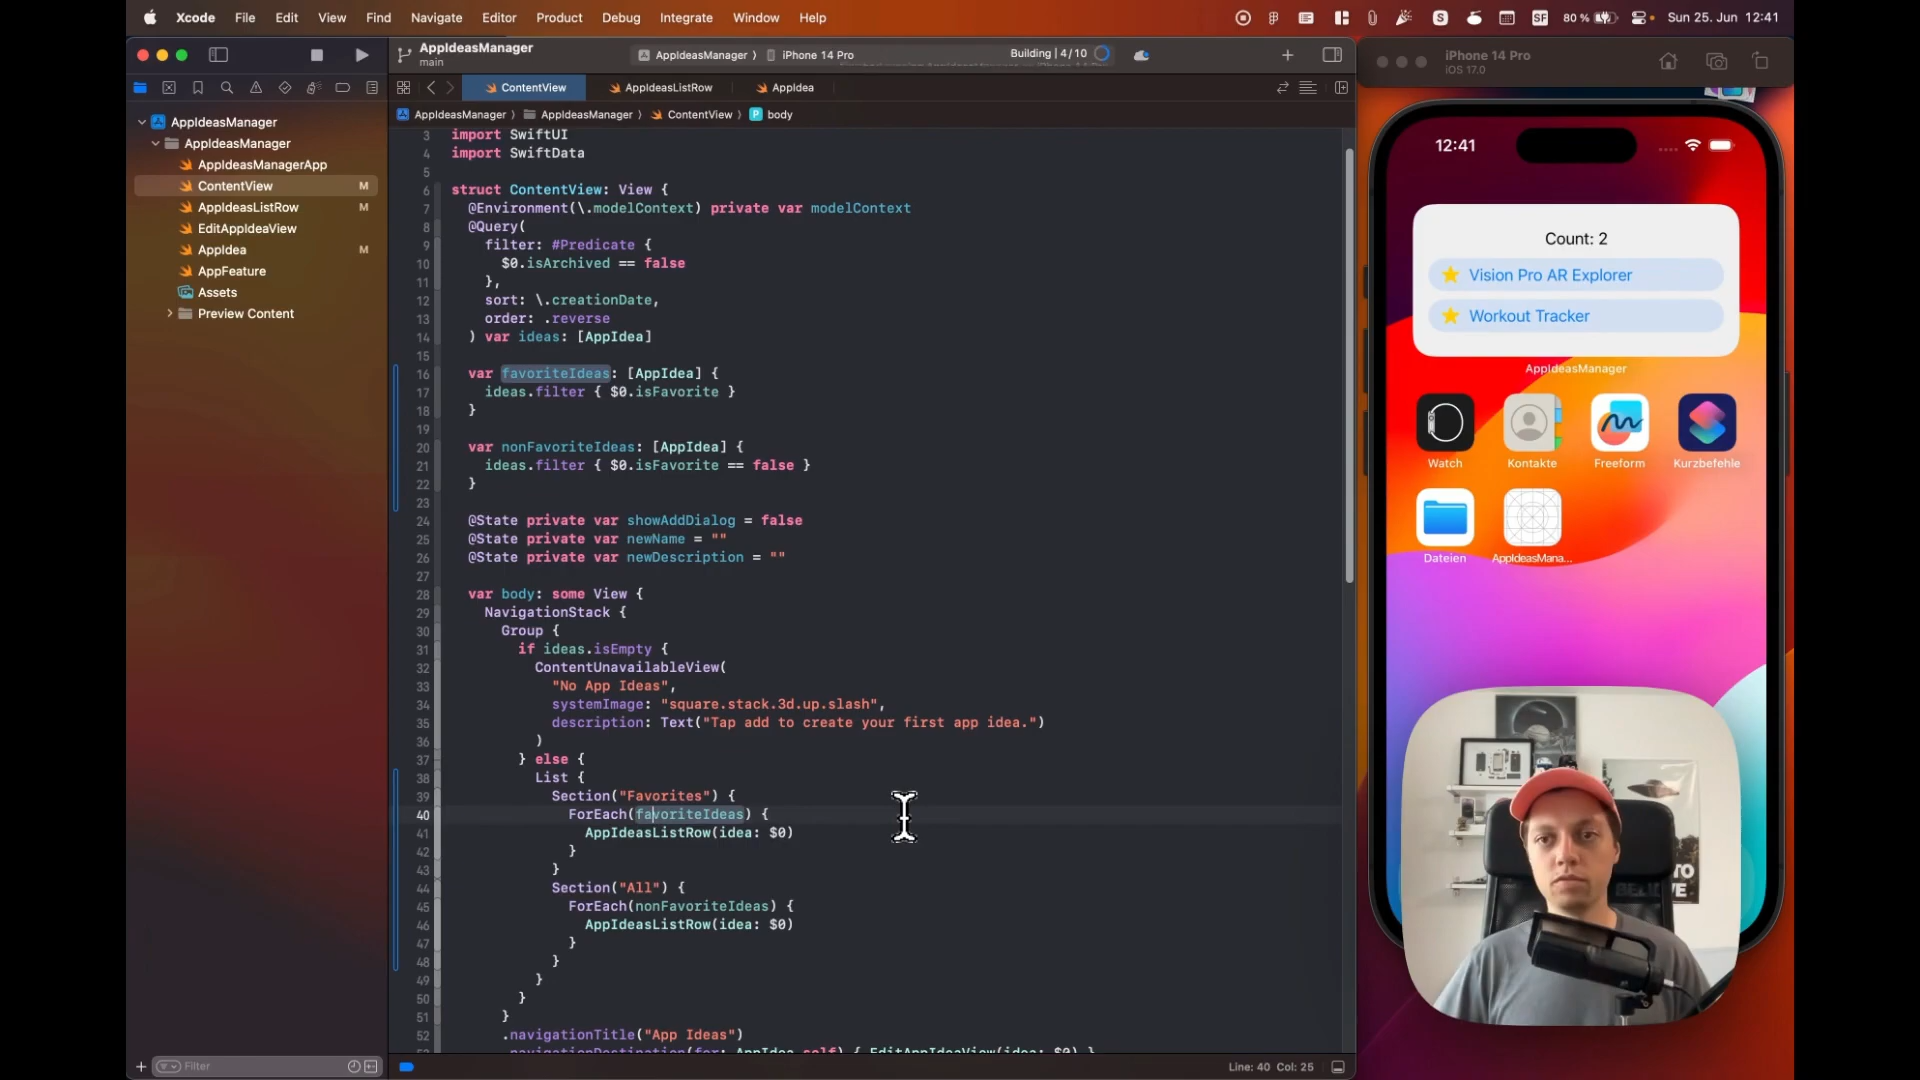 Xcode File Edit View Find Navigate Editor Product Debug Integrate Window Help
S SF 80 % Sun 25. Jun 12:41
AppIdeasManager
main
AppIdeasManager 〉 iPhone 14 Pro
Building | 4/10
iPhone 14 Pro
iOS 17.0
ContentView AppIdeasListRow AppIdea
AppIdeasManager 〉 AppIdeasManager 〉 ContentView 〉 P body
AppIdeasManager
AppIdeasManager
AppIdeasManagerApp
ContentView M
AppIdeasListRow M
EditAppIdeaView
AppIdea M
AppFeature
Assets
Preview Content
Filter
3 import SwiftUI
4 import SwiftData
5
6 struct ContentView: View {
7 @Environment(\.modelContext) private var modelContext
8 @Query(
9 filter: #Predicate {
10 $0.isArchived == false
11 },
12 sort: \.creationDate,
13 order: .reverse
14 ) var ideas: [AppIdea]
15
16 var favoriteIdeas: [AppIdea] {
17 ideas.filter { $0.isFavorite }
18 }
19
20 var nonFavoriteIdeas: [AppIdea] {
21 ideas.filter { $0.isFavorite == false }
22 }
23
24 @State private var showAddDialog = false
25 @State private var newName = ""
26 @State private var newDescription = ""
27
28 var body: some View {
29 NavigationStack {
30 Group {
31 if ideas.isEmpty {
32 ContentUnavailableView(
33 "No App Ideas",
34 systemImage: "square.stack.3d.up.slash",
35 description: Text("Tap add to create your first app idea.")
36 )
37 } else {
38 List {
39 Section("Favorites") {
40 ForEach(favoriteIdeas) {
41 AppIdeasListRow(idea: $0)
42 }
43 }
44 Section("All") {
45 ForEach(nonFavoriteIdeas) {
46 AppIdeasListRow(idea: $0)
47 }
48 }
49 }
50 }
51 }
52 .navigationTitle("App Ideas")
.navigationDestination(for: AppIdea.self) { EditAppIdeaView(idea: $0) }
Line: 40 Col: 25
12:41
Count: 2
Vision Pro AR Explorer
Workout Tracker
AppIdeasManager
Watch Kontakte Freeform Kurzbefehle
Dateien AppIdeasMana...